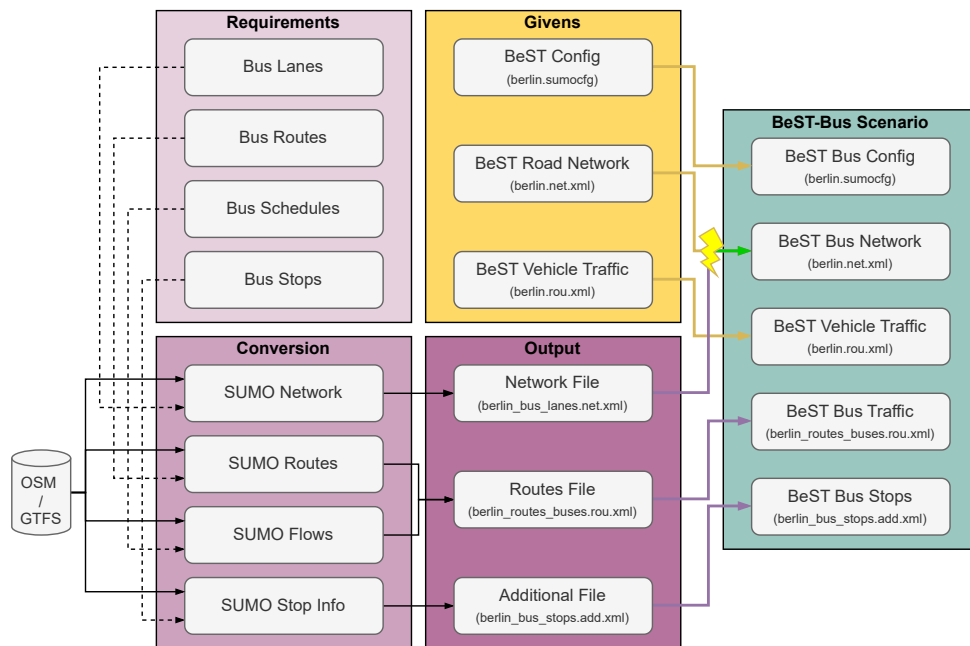 Requirements
Bus Lanes
Bus Routes
Bus Schedules
Bus Stops
Givens
BeST Config
(berlin.sumocfg)
BeST Road Network
(berlin.net.xml)
BeST Vehicle Traffic
(berlin.rou.xml)
BeST-Bus Scenario
BeST Bus Config
(berlin.sumocfg)
BeST Bus Network
(berlin.net.xml)
BeST Vehicle Traffic
(berlin.rou.xml)
BeST Bus Traffic
(berlin_routes_buses.rou.xml)
BeST Bus Stops
(berlin_bus_stops.add.xml)
OSM
/
GTFS
Conversion
SUMO Network
SUMO Routes
SUMO Flows
SUMO Stop Info
Output
Network File
(berlin_bus_lanes.net.xml)
Routes File
(berlin_routes_buses.rou.xml)
Additional File
(berlin_bus_stops.add.xml)